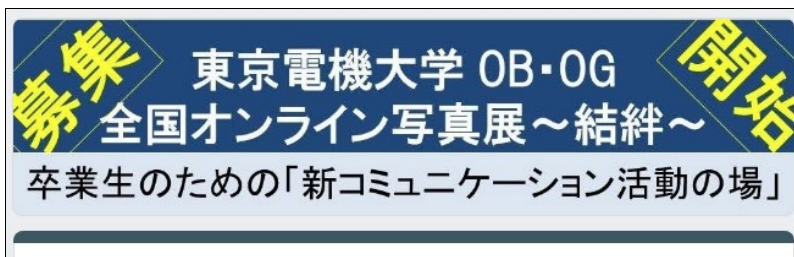 募集
開始
東京電機大学 OB・OG
全国オンライン写真展～結絆～
卒業生のための｢新コミュニケーション活動の場｣